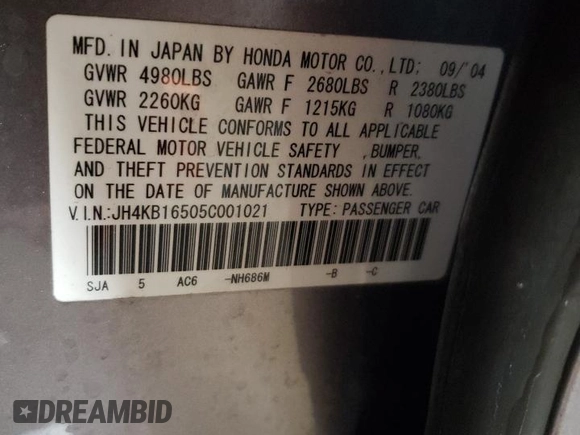 MFD. IN JAPAN BY HONDA MOTOR CO., LTD: 09/'04
GVWR 4980LBS GAWR F 2680LBS R 2380LBS
GVWR 2260KG GAWR F 1215KG R 1080KG
THIS VEHICLE CONFORMS TO ALL APPLICABLE
FEDERAL MOTOR VEHICLE SAFETY ,BUMPER,
AND THEFT PREVENTION STANDARDS IN EFFECT
ON THE DATE OF MANUFACTURE SHOWN ABOVE.
V.I.N.:JH4KB16505C001021 TYPE: PASSENGER CAR
SJA 5 AC6 -NH686M -B -C
DREAMBID